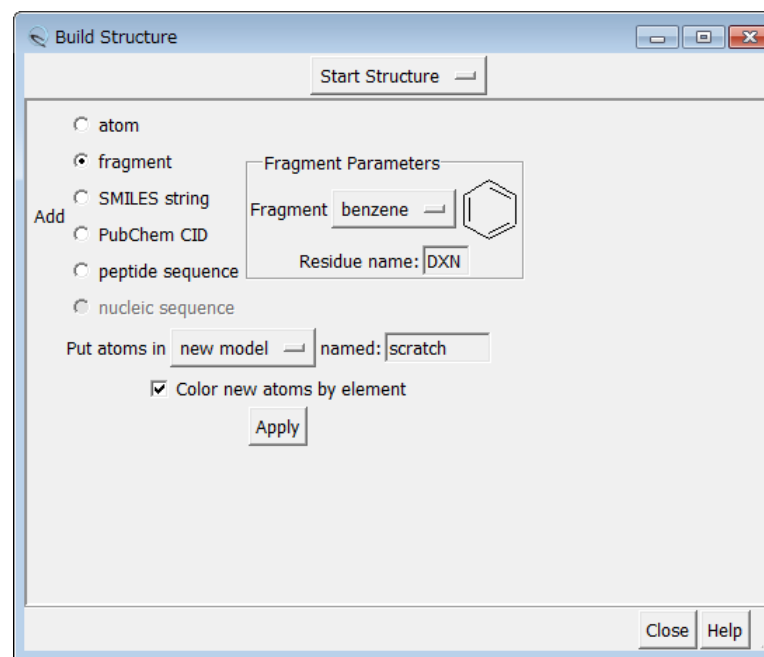 Build Structure
Start Structure
atom
fragment
SMILES string
Add
PubChem CID
peptide sequence
nucleic sequence
Fragment Parameters
Fragment benzene
Residue name: DXN
Put atoms in new model named: scratch
Color new atoms by element
Apply
Close Help